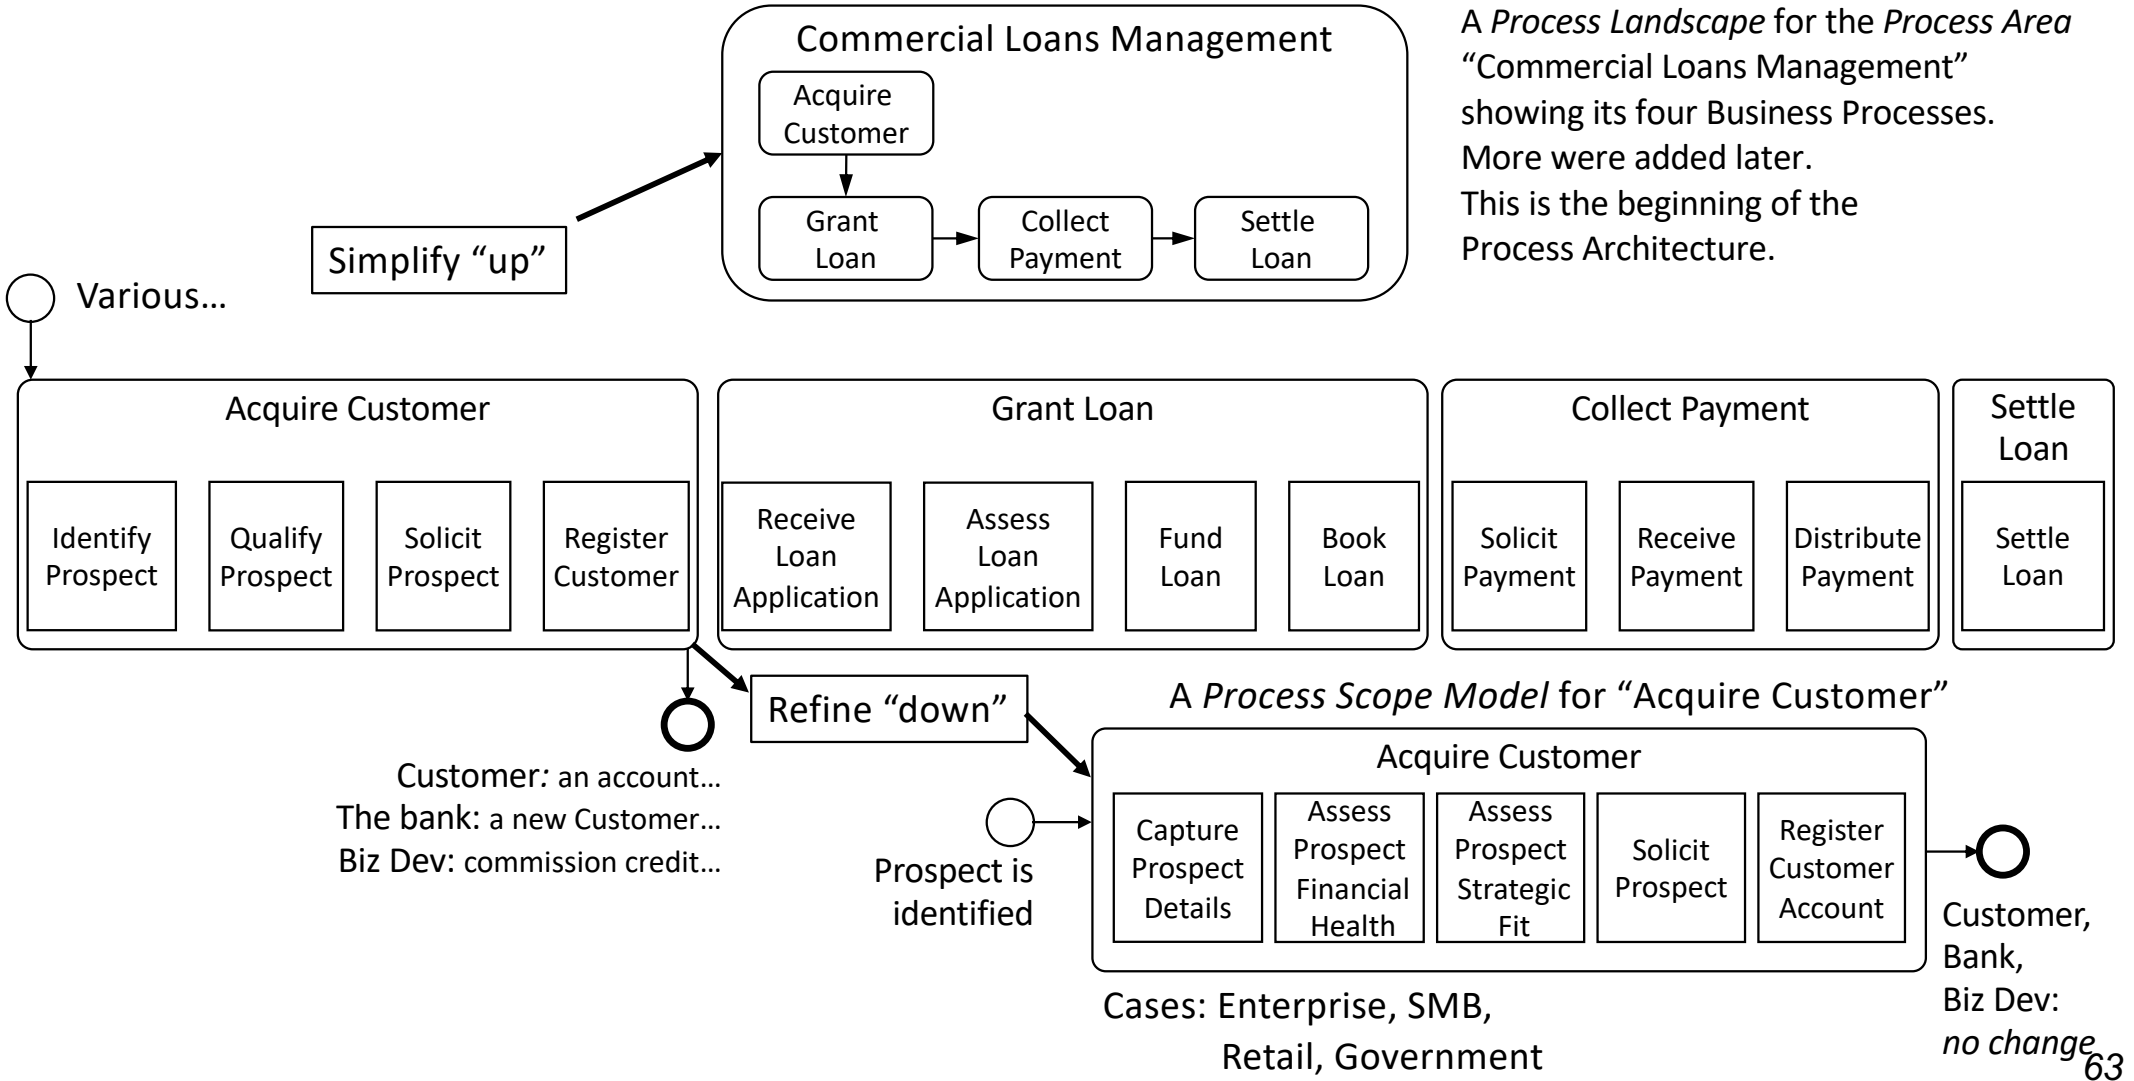 Commercial Loans Management
Acquire
Customer
Grant
Loan
Collect
Payment
Settle
Loan
A Process Landscape for the Process Area
“Commercial Loans Management”
showing its four Business Processes.
More were added later.
This is the beginning of the
Process Architecture.
Simplify “up”
Various…
Acquire Customer
Identify
Prospect
Qualify
Prospect
Solicit
Prospect
Register
Customer
Grant Loan
Receive
Loan
Application
Assess
Loan
Application
Fund
Loan
Book
Loan
Collect Payment
Solicit
Payment
Receive
Payment
Distribute
Payment
Settle
Loan
Settle
Loan
Customer: an account…
The bank: a new Customer…
Biz Dev: commission credit…
Refine “down”
A Process Scope Model for “Acquire Customer”
Prospect is
identified
Acquire Customer
Capture
Prospect
Details
Assess
Prospect
Financial
Health
Assess
Prospect
Strategic
Fit
Solicit
Prospect
Register
Customer
Account
Customer,
Bank,
Biz Dev:
no change
Cases: Enterprise, SMB,
Retail, Government
63